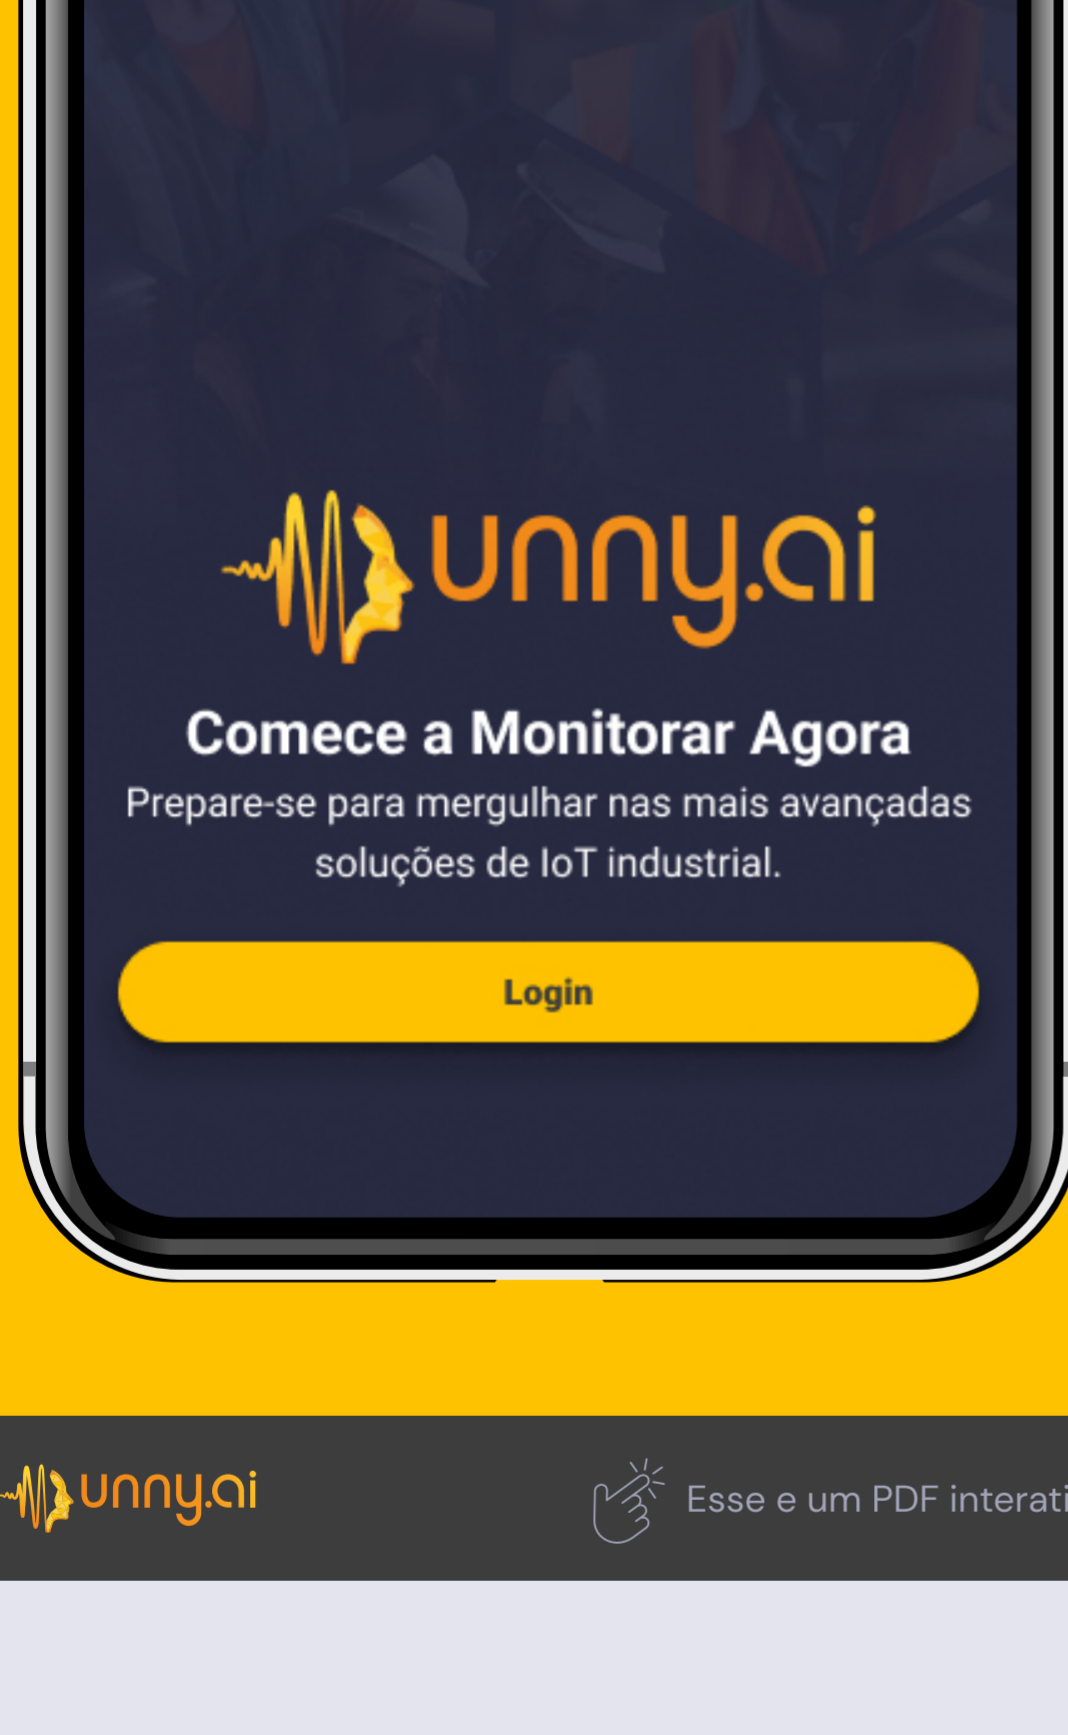 unny.ai
Comece a Monitorar Agora
Prepare-se para mergulhar nas mais avançadas
soluções de IoT industrial.
Login
unny.ai
Esse e um PDF interati